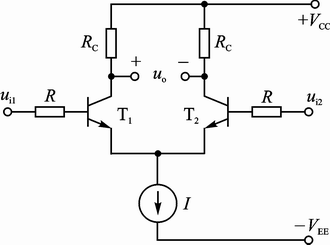 +V_CC
R_C
R_C
+
u_o
−
u_i1
R
T_1
T_2
R
u_i2
I
−V_EE